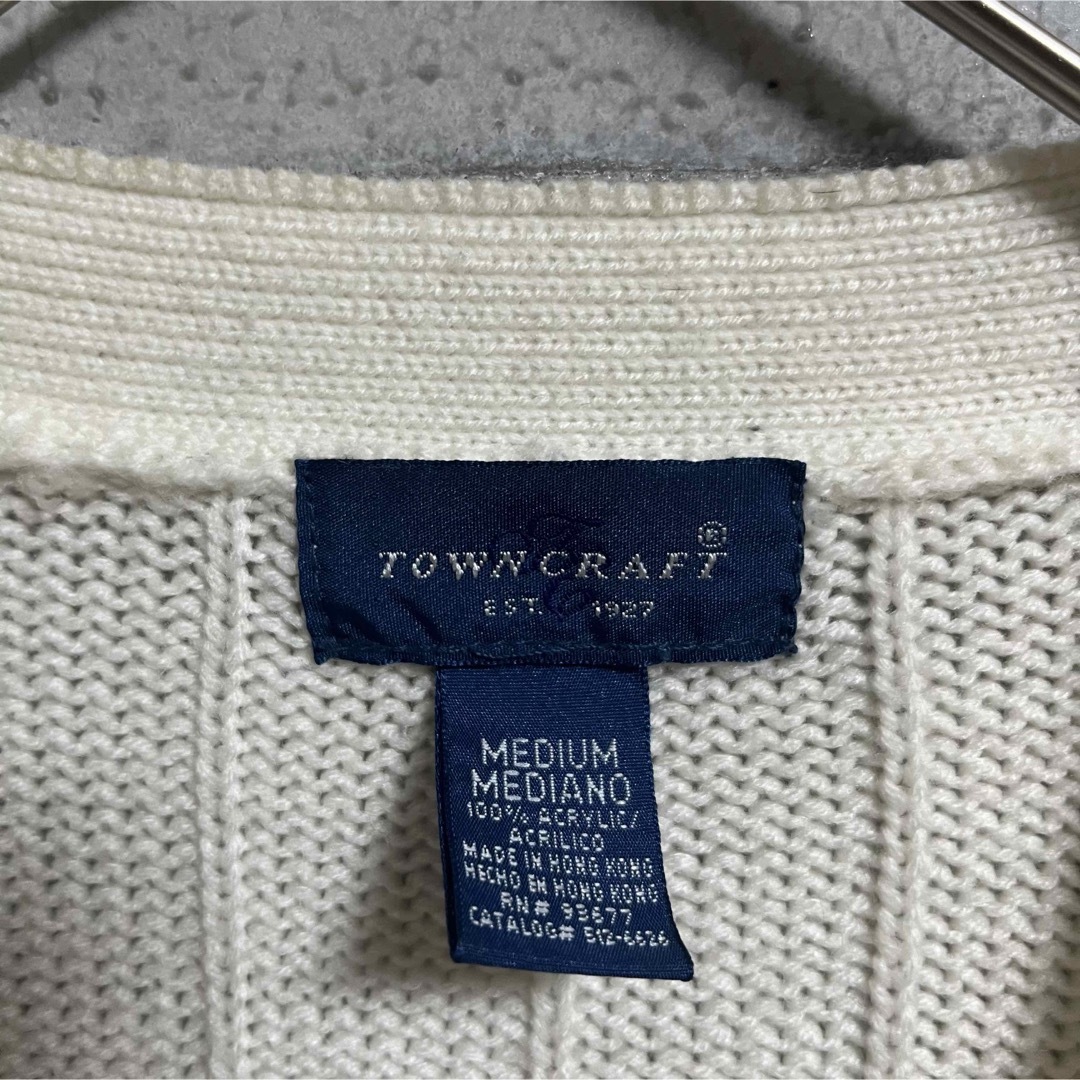 TOWNCRAFT®
EST. 1927
MEDIUM
MEDIANO
100% ACRYLIC/
ACRILICO
MADE IN HONG KONG
HECHO EN HONG KONG
RN# 93677
CATALOG# 512-6626